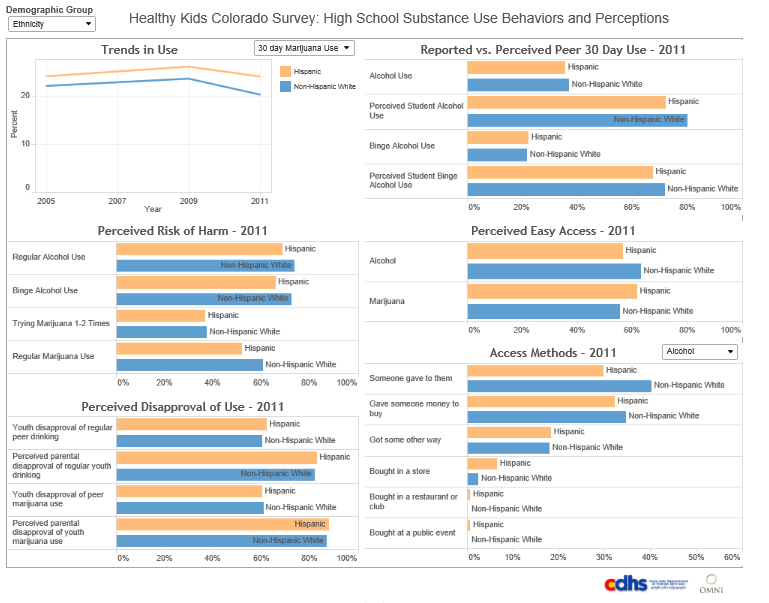 Demographic Group
Ethnicity
Healthy Kids Colorado Survey: High School Substance Use Behaviors and Perceptions
Trends in Use
30 day Marijuana Use
Hispanic
Non-Hispanic White
Percent
20
10
0
2005
2007
2009
2011
Year
Reported vs. Perceived Peer 30 Day Use - 2011
Alcohol Use
Hispanic
Non-Hispanic White
Perceived Student Alcohol
Use
Hispanic
Non-Hispanic White
Binge Alcohol Use
Hispanic
Non-Hispanic White
Perceived Student Binge
Alcohol Use
Hispanic
Non-Hispanic White
0%
20%
40%
60%
80%
100%
Perceived Risk of Harm - 2011
Regular Alcohol Use
Hispanic
Non-Hispanic White
Binge Alcohol Use
Hispanic
Non-Hispanic White
Trying Marijuana 1-2 Times
Hispanic
Non-Hispanic White
Regular Marijuana Use
Hispanic
Non-Hispanic White
0%
20%
40%
60%
80%
100%
Perceived Easy Access - 2011
Alcohol
Hispanic
Non-Hispanic White
Marijuana
Hispanic
Non-Hispanic White
0%
20%
40%
60%
80%
100%
Perceived Disapproval of Use - 2011
Youth disapproval of regular
peer drinking
Hispanic
Non-Hispanic White
Perceived parental
disapproval of regular youth
drinking
Hispanic
Non-Hispanic White
Youth disapproval of peer
marijuana use
Hispanic
Non-Hispanic White
Perceived parental
disapproval of youth
marijuana use
Hispanic
Non-Hispanic White
0%
20%
40%
60%
80%
100%
Access Methods - 2011
Alcohol
Someone gave to them
Hispanic
Non-Hispanic White
Gave someone money to
buy
Hispanic
Non-Hispanic White
Got some other way
Hispanic
Non-Hispanic White
Bought in a store
Hispanic
Non-Hispanic White
Bought in a restaurant or
club
Hispanic
Non-Hispanic White
Bought at a public event
Hispanic
Non-Hispanic White
0%
10%
20%
30%
40%
50%
60%
cdhs
OMNI